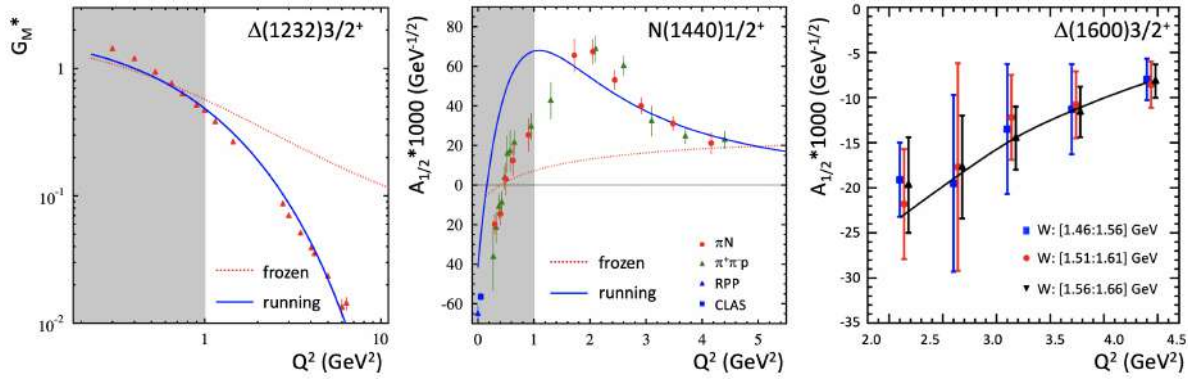 Δ(1232)3/2⁺
G_M*
1
10⁻¹
10⁻²
frozen
running
1
10
Q² (GeV²)
N(1440)1/2⁺
A₁/₂*1000 (GeV⁻¹/²)
80
60
40
20
0
20
-40
-60
πN
π⁺π⁻p
RPP
CLAS
frozen
running
0
1
2
3
4
5
Q² (GeV²)
Δ(1600)3/2⁺
A₁/₂*1000 (GeV⁻¹/²)
0
-5
-10
-15
-20
-25
-30
-35
W: [1.46:1.56] GeV
W: [1.51:1.61] GeV
W: [1.56:1.66] GeV
2.0
2.5
3.0
3.5
4.0
4.5
Q² (GeV²)